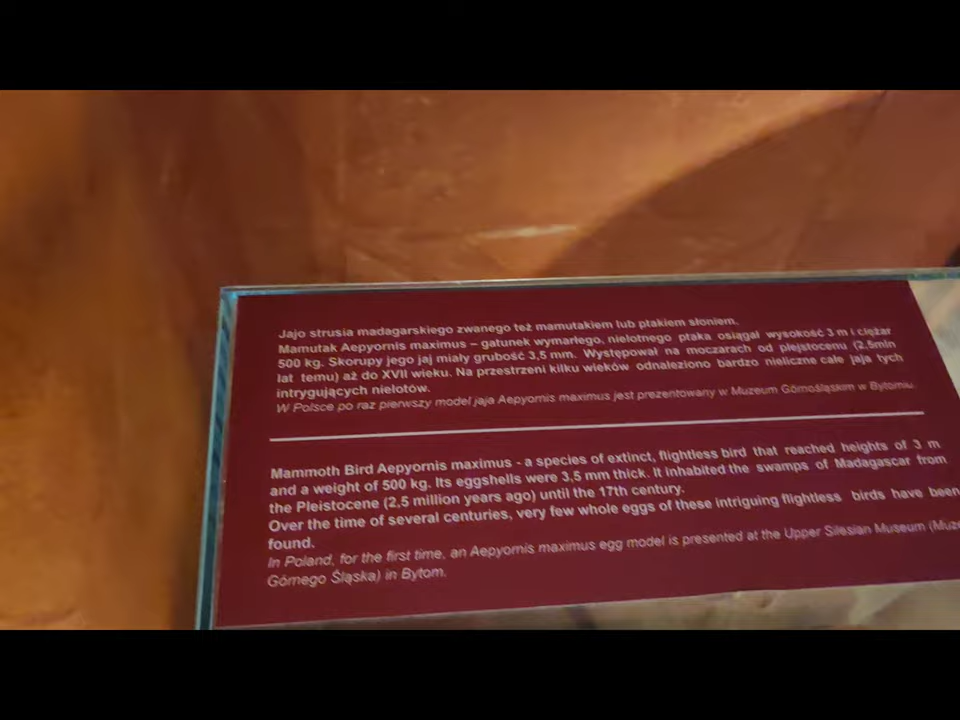 Jajo strusia madagarskiego zwanego też mamutakiem lub ptakiem słoniem.
Mamutak Aepyornis maximus – gatunek wymarłego, nielotnego ptaka osiągał wysokość 3 m i ciężar
500 kg. Skorupy jego jaj miały grubość 3,5 mm. Występował na moczarach od plejstocenu (2,5mln
lat temu) aż do XVII wieku. Na przestrzeni kilku wieków odnaleziono bardzo nieliczne całe jaja tych
intrygujących nielotów.
W Polsce po raz pierwszy model jaja Aepyornis maximus jest prezentowany w Muzeum Górnośląskim w Bytomiu.
Mammoth Bird Aepyornis maximus - a species of extinct, flightless bird that reached heights of 3 m
and a weight of 500 kg. Its eggshells were 3,5 mm thick. It inhabited the swamps of Madagascar from
the Pleistocene (2,5 million years ago) until the 17th century.
Over the time of several centuries, very few whole eggs of these intriguing flightless birds have been
found.
In Poland, for the first time, an Aepyornis maximus egg model is presented at the Upper Silesian Museum
Górnego Śląska) in Bytom.